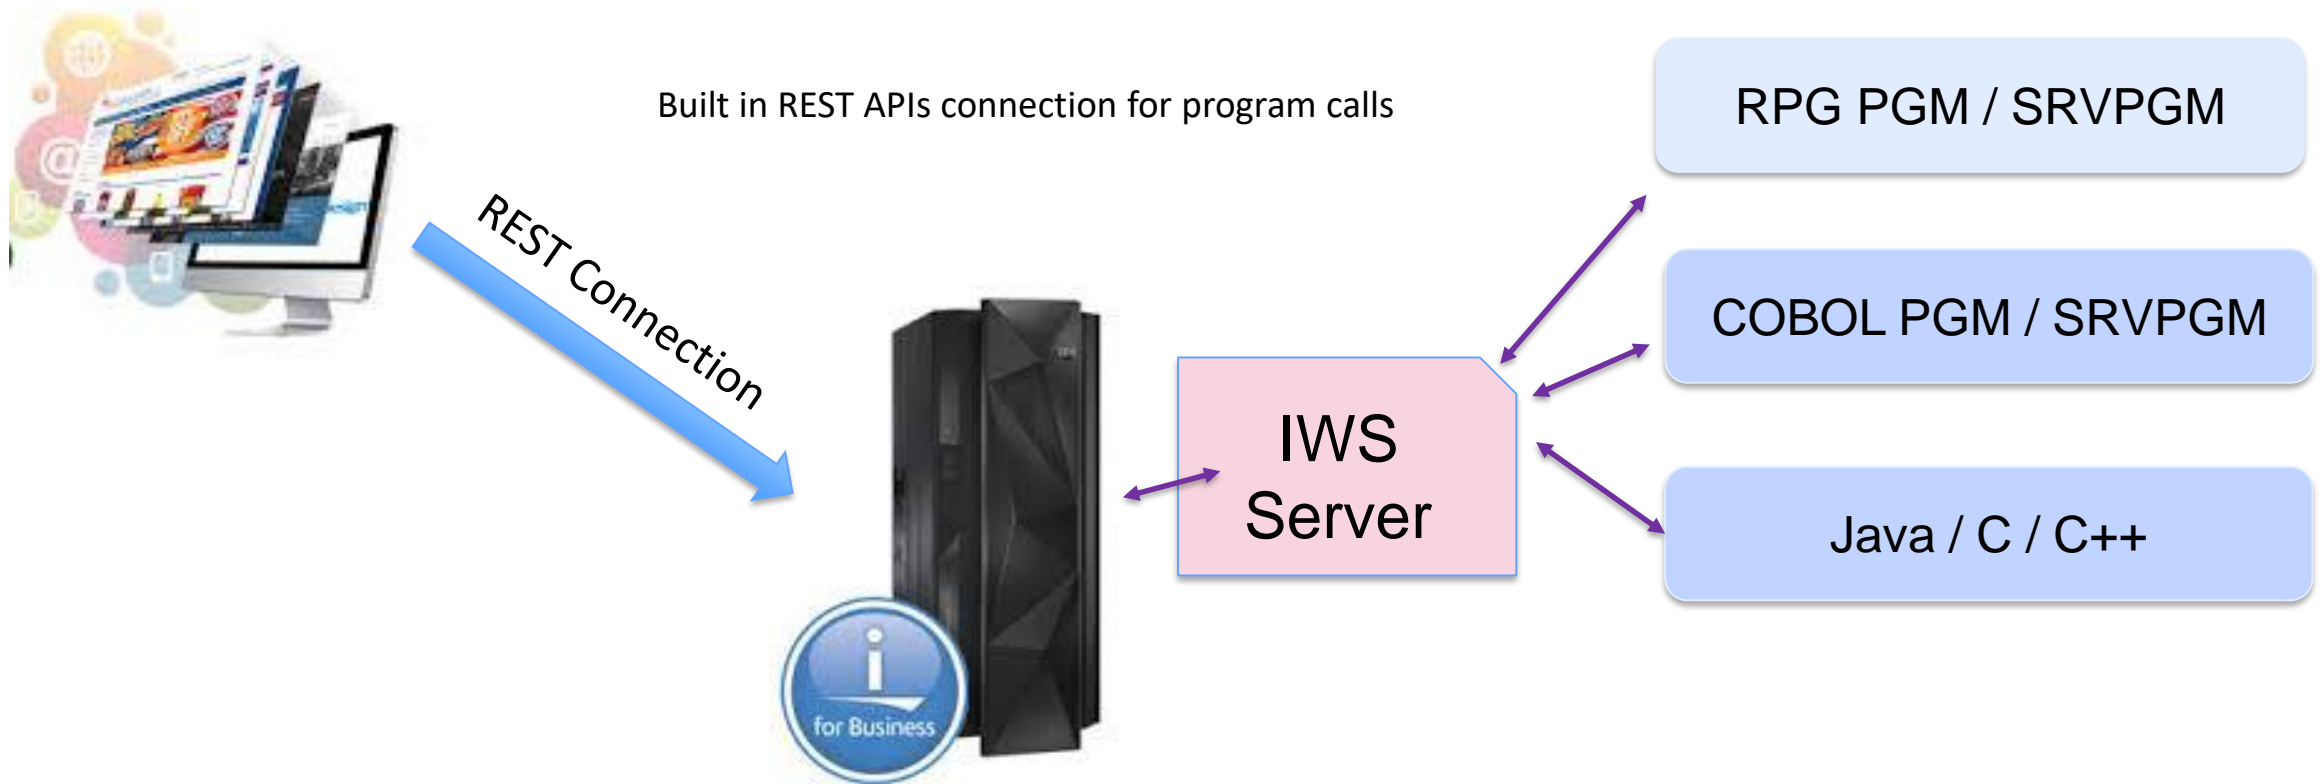 Built in REST APIs connection for program calls
REST Connection
RPG PGM / SRVPGM
COBOL PGM / SRVPGM
Java / C / C++
IWS
Server
i
for Business
@
esign